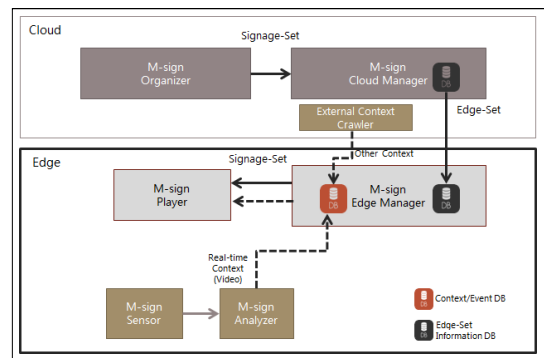 Cloud
Signage-Set
M-sign
Organizer
M-sign
Cloud Manager
DB
External Context
Crawler
Edge-Set
Edge
Other Context
Signage-Set
M-sign
Player
DB
M-sign
Edge Manager
DB
Real-time
Context
(Video)
M-sign
Sensor
M-sign
Analyzer
DB
Context/Event DB
DB
Edge-Set
Information DB